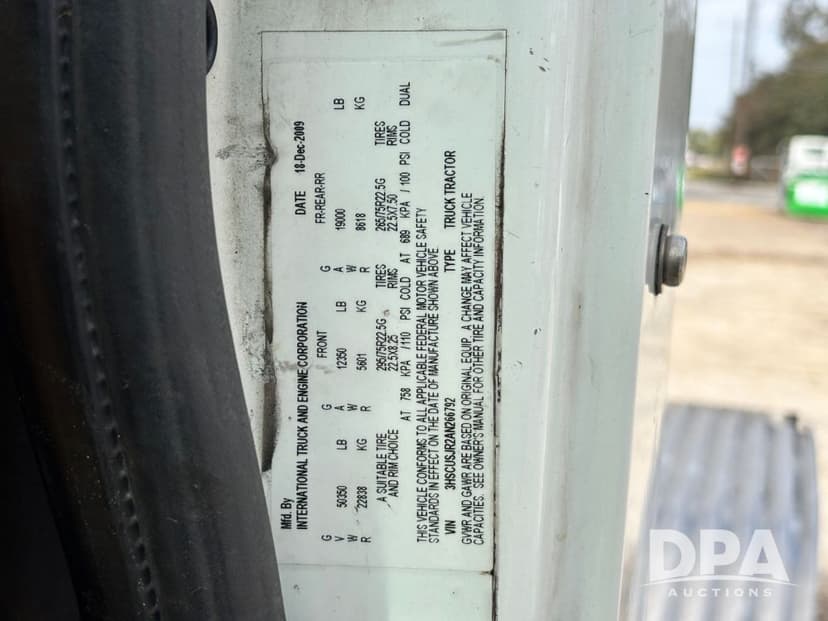 Mfd. By
INTERNATIONAL TRUCK AND ENGINE CORPORATION DATE 18-Dec-2009
G FRONT G FR-REAR-RR
V 50350 LB A 12350 LB A 19000 LB
W 22838 KG W 5601 KG W 8618 KG
R R R
A SUITABLE TIRE 295/75R22.5G TIRES 285/75R22.5G TIRES
AND RIM CHOICE 22.5X8.25 RIMS 22.5X7.50 RIMS
AT 758 KPA /110 PSI COLD AT 689 KPA /100 PSI COLD DUAL
THIS VEHICLE CONFORMS TO ALL APPLICABLE FEDERAL MOTOR VEHICLE SAFETY
STANDARDS IN EFFECT ON THE DATE OF MANUFACTURE SHOWN ABOVE
VIN 3HSCUSJR2AN266792 TYPE TRUCK TRACTOR
GVWR AND GAWR ARE BASED ON ORIGINAL EQUIP. A CHANGE MAY AFFECT VEHICLE
CAPACITIES. SEE OWNER'S MANUAL FOR OTHER TIRE AND CAPACITY INFORMATION.
DPA
AUCTIONS